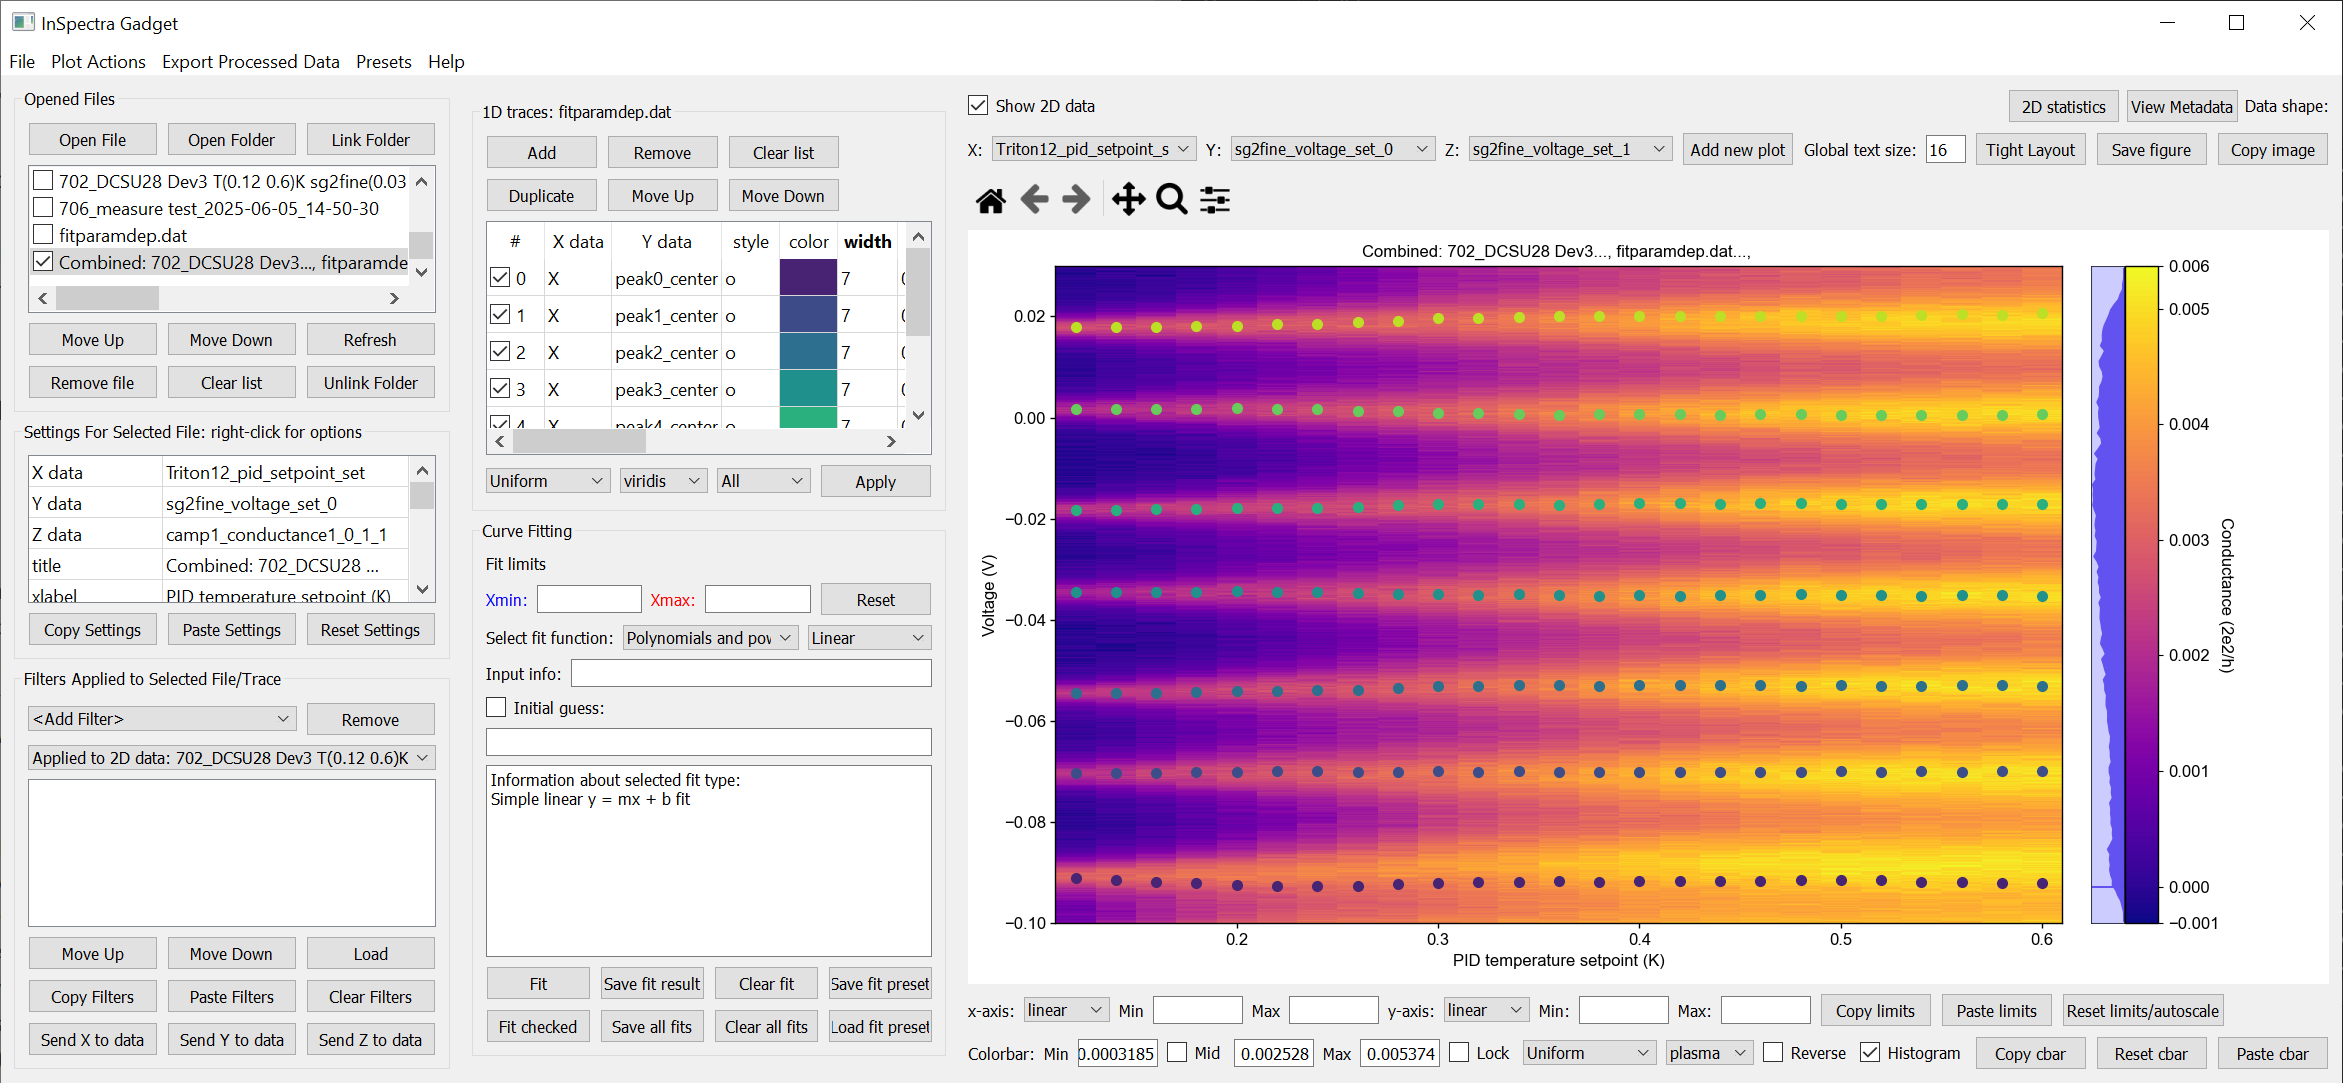 InSpectra Gadget
File Plot Actions Export Processed Data Presets Help
Opened Files
Open File Open Folder Link Folder
702_DCSU28 Dev3 T(0.12 0.6)K sg2fine(0.03
706_measure test_2025-06-05_14-50-30
fitparamdep.dat
Combined: 702_DCSU28 Dev3..., fitparamde
Move Up Move Down Refresh
Remove file Clear list Unlink Folder
Settings For Selected File: right-click for options
X data Triton12_pid_setpoint_set
Y data sg2fine_voltage_set_0
Z data camp1_conductance1_0_1_1
title Combined: 702_DCSU28 ...
xlabel PID temperature setpoint (K)
Copy Settings Paste Settings Reset Settings
Filters Applied to Selected File/Trace
<Add Filter> Remove
Applied to 2D data: 702_DCSU28 Dev3 T(0.12 0.6)K
Move Up Move Down Load
Copy Filters Paste Filters Clear Filters
Send X to data Send Y to data Send Z to data
1D traces: fitparamdep.dat
Add Remove Clear list
Duplicate Move Up Move Down
# X data Y data style color width
0 X peak0_center o 7
1 X peak1_center o 7
2 X peak2_center o 7
3 X peak3_center o 7
4 X peak4_center o 7
Uniform viridis All Apply
Curve Fitting
Fit limits
Xmin: Xmax: Reset
Select fit function: Polynomials and pow Linear
Input info:
Initial guess:
Information about selected fit type:
Simple linear y = mx + b fit
Fit Save fit result Clear fit Save fit preset
Fit checked Save all fits Clear all fits Load fit preset
Show 2D data 2D statistics View Metadata Data shape:
X: Triton12_pid_setpoint_s Y: sg2fine_voltage_set_0 Z: sg2fine_voltage_set_1 Add new plot Global text size: 16 Tight Layout Save figure Copy image
Combined: 702_DCSU28 Dev3..., fitparamdep.dat...,
Voltage (V)
0.02
0.00
−0.02
−0.04
−0.06
−0.08
−0.10
0.2 0.3 0.4 0.5 0.6
PID temperature setpoint (K)
0.006
0.005
0.004
0.003
0.002
0.001
0.000
−0.001
Conductance (2e2/h)
x-axis: linear Min Max y-axis: linear Min: Max: Copy limits Paste limits Reset limits/autoscale
Colorbar: Min 0.0003185 Mid 0.002528 Max 0.005374 Lock Uniform plasma Reverse Histogram Copy cbar Reset cbar Paste cbar